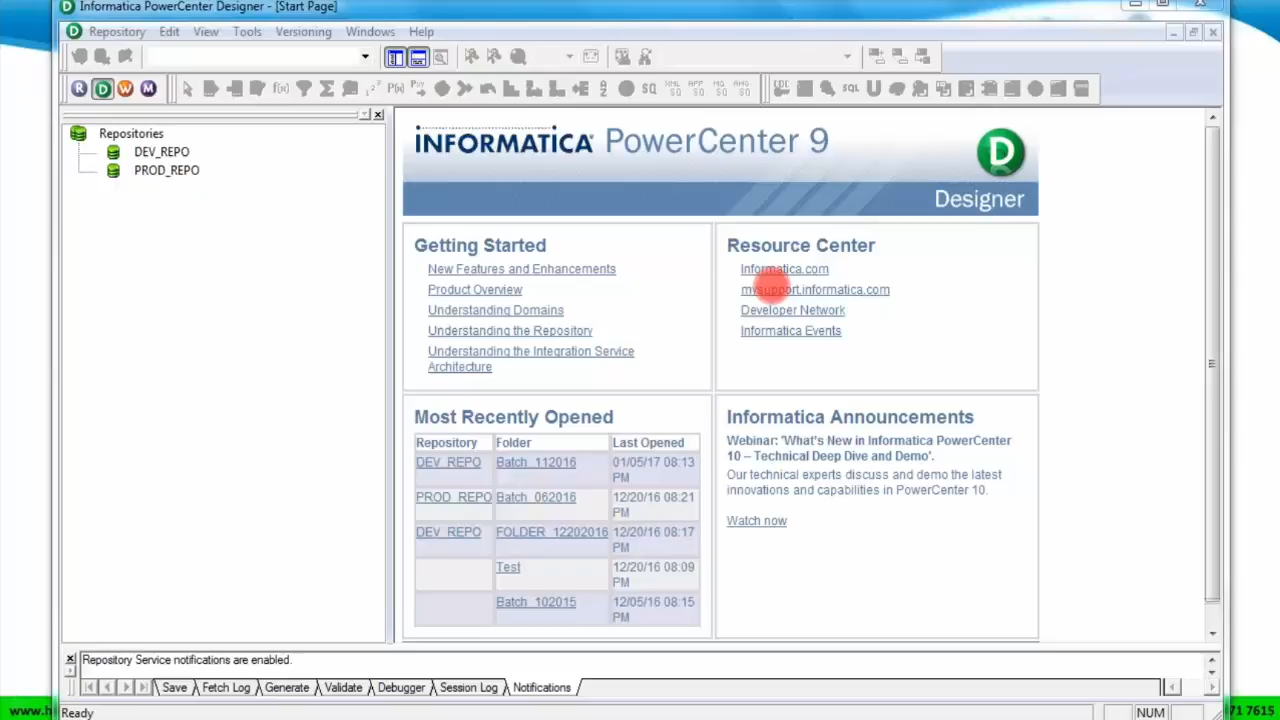 Informatica PowerCenter Designer - [Start Page]
Repository Edit View Tools Versioning Windows Help
Repositories
DEV_REPO
PROD_REPO
INFORMATICA PowerCenter 9
D
Designer
Getting Started
New Features and Enhancements
Product Overview
Understanding Domains
Understanding the Repository
Understanding the Integration Service
Architecture
Resource Center
Informatica.com
mysupport.informatica.com
Developer Network
Informatica Events
Most Recently Opened
Repository Folder Last Opened
DEV_REPO Batch_112016 01/05/17 08:13
PM
PROD_REPO Batch_062016 12/20/16 08:21
PM
DEV_REPO FOLDER_12202016 12/20/16 08:17
PM
Test 12/20/16 08:09
PM
Batch_102015 12/05/16 08:15
PM
Informatica Announcements
Webinar: 'What's New in Informatica PowerCenter
10 – Technical Deep Dive and Demo'.
Our technical experts discuss and demo the latest
innovations and capabilities in PowerCenter 10.
Watch now
Repository Service notifications are enabled.
Save Fetch Log Generate Validate Debugger Session Log Notifications
Ready
NUM
www.h
71 7615